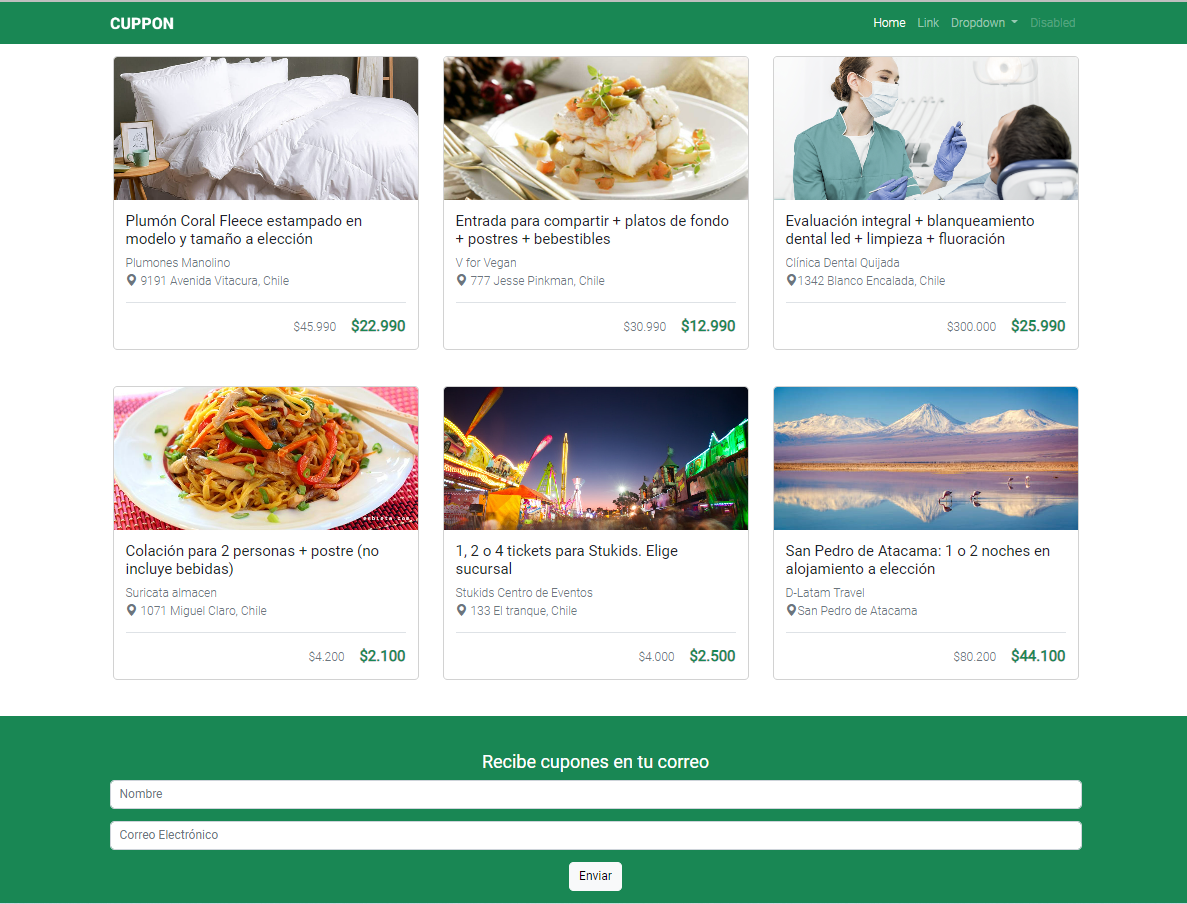 CUPPON
Home Link Dropdown Disabled
Plumón Coral Fleece estampado en
modelo y tamaño a elección
Plumones Manolino
9191 Avenida Vitacura, Chile
$45.990 $22.990
Entrada para compartir + platos de fondo
+ postres + bebestibles
V for Vegan
777 Jesse Pinkman, Chile
$30.990 $12.990
Evaluación integral + blanqueamiento
dental led + limpieza + fluoración
Clínica Dental Quijada
1342 Blanco Encalada, Chile
$300.000 $25.990
Colación para 2 personas + postre (no
incluye bebidas)
Suricata almacen
1071 Miguel Claro, Chile
$4.200 $2.100
1, 2 o 4 tickets para Stukids. Elige
sucursal
Stukids Centro de Eventos
133 El tranque, Chile
$4.000 $2.500
San Pedro de Atacama: 1 o 2 noches en
alojamiento a elección
D-Latam Travel
San Pedro de Atacama
$80.200 $44.100
Recibe cupones en tu correo
Nombre
Correo Electrónico
Enviar